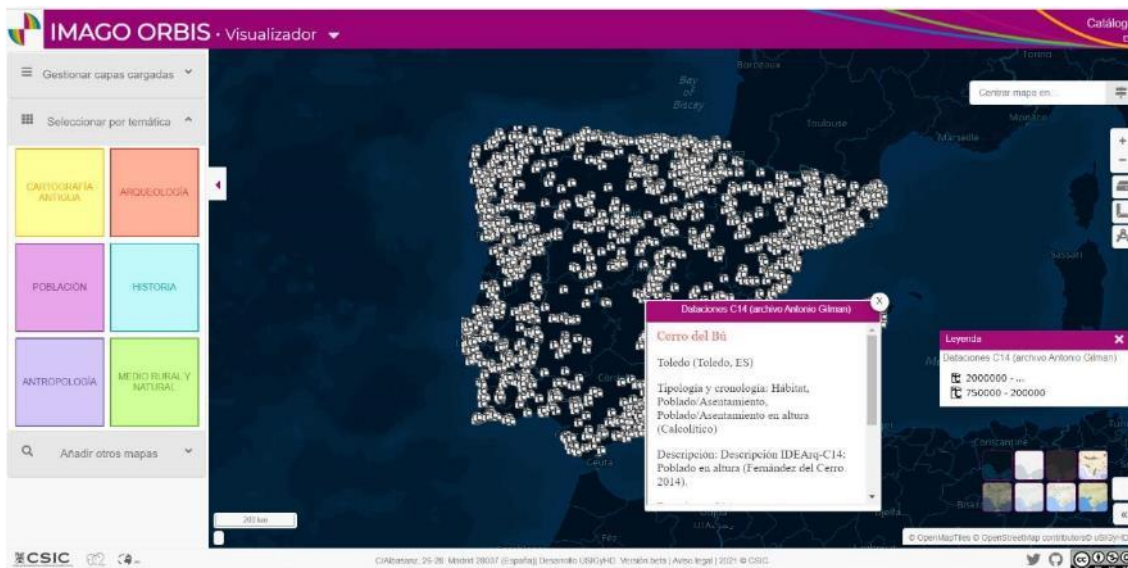 IMAGO ORBIS · Visualizador
Catálog
Gestionar capas cargadas
Seleccionar por temática
CARTOGRAFÍA
ANTIGUA
ARQUEOLOGÍA
POBLACIÓN
HISTORIA
ANTROPOLOGÍA
MEDIO RURAL Y
NATURAL
Añadir otros mapas
Bay
of
Biscay
Bordeaux
Toulouse
Torino
Monaco
Marseille
Sassari
Ceuta
Fès
Constantine
Centrar mapa en...
+
−
Dataciones C14 (archivo Antonio Gilman)
X
Cerro del Bú
Toledo (Toledo, ES)
Tipología y cronología: Hábitat,
Poblado/Asentamiento,
Poblado/Asentamiento en altura
(Calcolítico)
Descripción: Descripción IDEArq-C14:
Poblado en altura (Fernández del Cerro
2014).
Leyenda
Dataciones C14 (archivo Antonio Gilman)
2000000 - ...
750000 - 200000
200 km
«
© OpenMapTiles © OpenStreetMap contributors© uSIGyHD
CSIC
C/Albasanz, 26-28. Madrid 28037 (España)| Desarrollo USIGyHD. Versión beta | Aviso legal | 2021 © CSIC